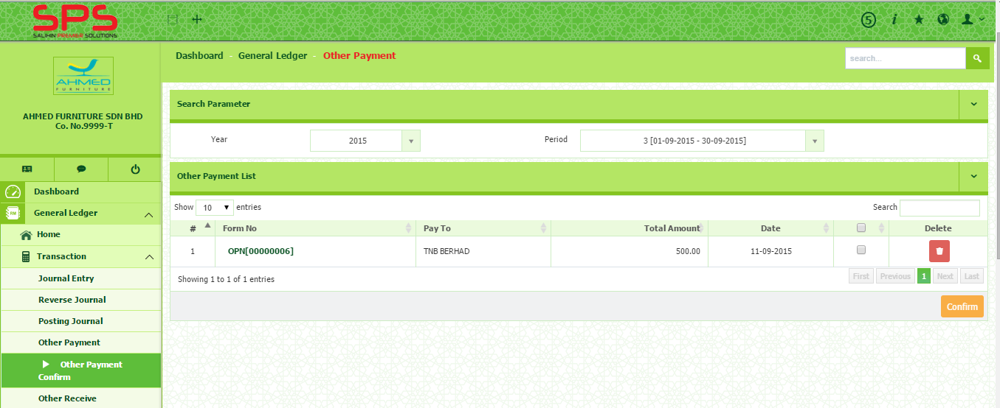 SPS
SALIHIN PREMIER SOLUTIONS
5 i
Dashboard - General Ledger - Other Payment
search...
AHMED
FURNITURE
AHMED FURNITURE SDN BHD
Co. No.9999-T
Dashboard
RM General Ledger
Home
Transaction
Journal Entry
Reverse Journal
Posting Journal
Other Payment
Other Payment
Confirm
Other Receive
Search Parameter
Year 2015 Period 3 [01-09-2015 - 30-09-2015]
Other Payment List
Show 10 entries Search
# Form No Pay To Total Amount Date Delete
1 OPN[00000006] TNB BERHAD 500.00 11-09-2015
Showing 1 to 1 of 1 entries First Previous 1 Next Last
Confirm